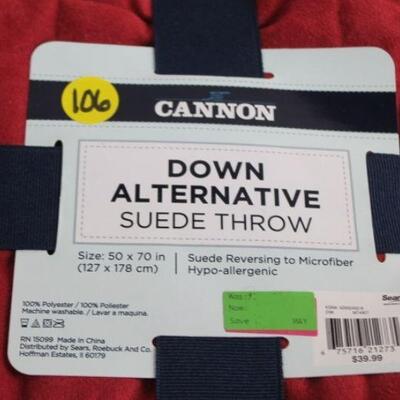 106
CANNON
DOWN
ALTERNATIVE
SUEDE THROW
Size: 50 x 70 in
(127 x 178 cm)
Suede Reversing to Microfiber
Hypo-allergenic
100% Polyester / 100% Poliester
Machine washable. / Lavar a maquina.
RN 15099 Made In China
Distributed by Sears, Roebuck And Co.
Hoffman Estates, Il 60179
Was:
Now:
Save
MAY
Sears
6 75716 21273
$39.99